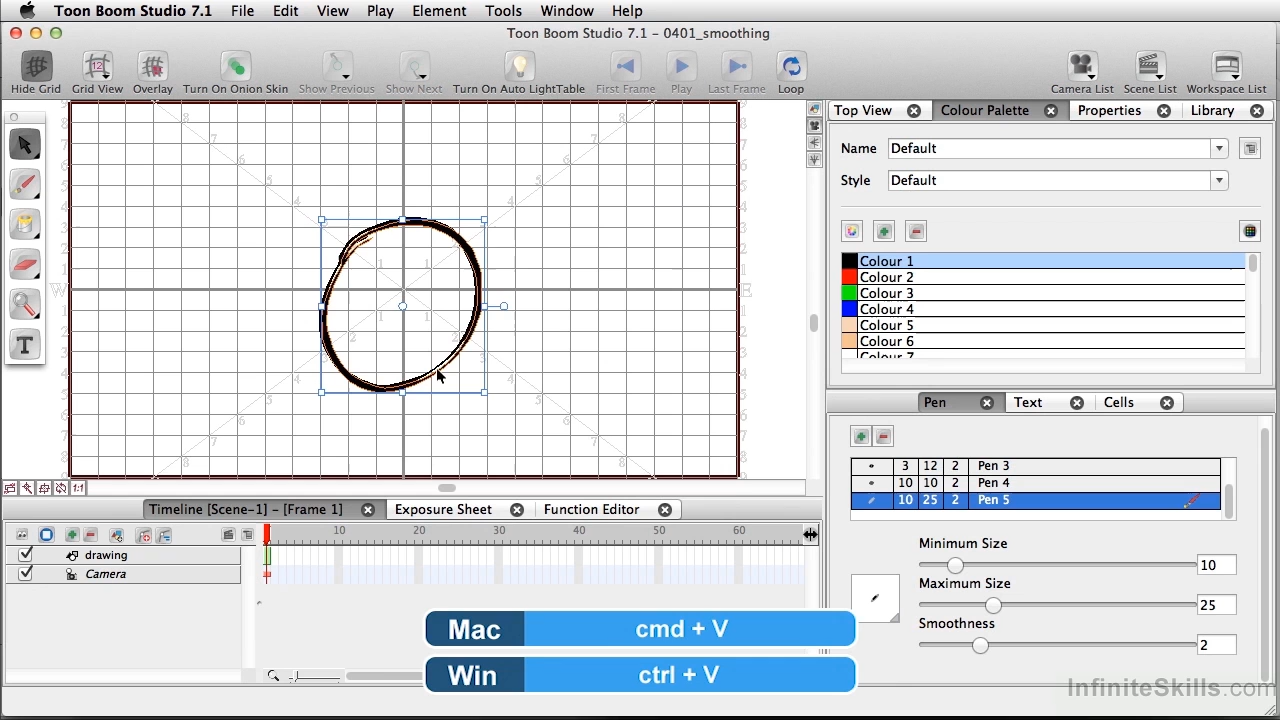 Toon Boom Studio 7.1 File Edit View Play Element Tools Window Help
Toon Boom Studio 7.1 - 0401_smoothing
Hide Grid Grid View Overlay Turn On Onion Skin Show Previous Show Next Turn On Auto LightTable First Frame Play Last Frame Loop Camera List Scene List Workspace List
Top View Colour Palette Properties Library
Name Default
Style Default
Colour 1
Colour 2
Colour 3
Colour 4
Colour 5
Colour 6
Colour 7
W E
Pen Text Cells
3 12 2 Pen 3
10 10 2 Pen 4
10 25 2 Pen 5
Minimum Size
10
Maximum Size
25
Smoothness
2
1:1
Timeline [Scene-1] - [Frame 1] Exposure Sheet Function Editor
10 20 30 40 50 60
drawing
Camera
Mac cmd + V
Win ctrl + V
InfiniteSkills.com
T